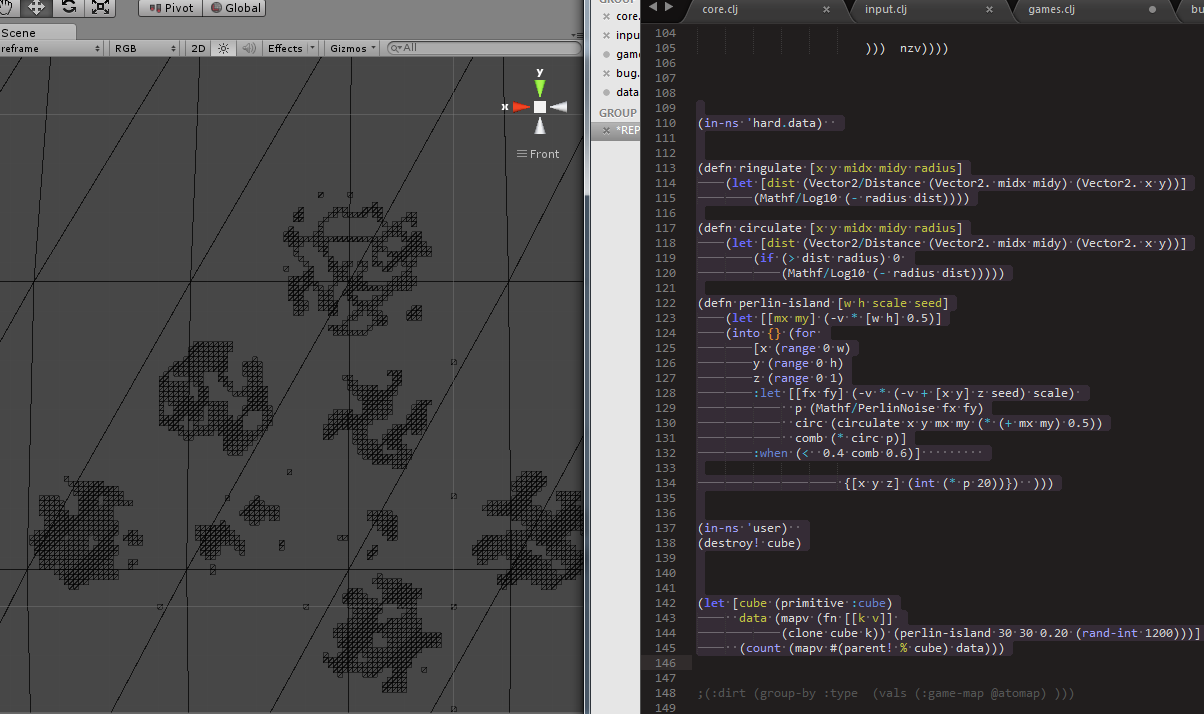 Pivot Global
Scene
reframe RGB 2D Effects Gizmos All
y
x
Front
GROUP
core.
inpu
game
bug.
data
GROUP
*REP
core.clj input.clj games.clj bu
104
105 ))) nzv))))
106
107
108
109
110 (in-ns 'hard.data)
111
112
113 (defn ringulate [x y midx midy radius]
114 (let [dist (Vector2/Distance (Vector2. midx midy) (Vector2. x y))]
115 (Mathf/Log10 (- radius dist))))
116
117 (defn circulate [x y midx midy radius]
118 (let [dist (Vector2/Distance (Vector2. midx midy) (Vector2. x y))]
119 (if (> dist radius) 0
120 (Mathf/Log10 (- radius dist)))))
121
122 (defn perlin-island [w h scale seed]
123 (let [[mx my] (-v * [w h] 0.5)]
124 (into {} (for
125 [x (range 0 w)
126 y (range 0 h)
127 z (range 0 1)
128 :let [[fx fy] (-v * (-v + [x y] z seed) scale)
129 p (Mathf/PerlinNoise fx fy)
130 circ (circulate x y mx my (* (+ mx my) 0.5))
131 comb (* circ p)]
132 :when (< 0.4 comb 0.6)]
133
134 {[x y z] (int (* p 20))}) )))
135
136
137 (in-ns 'user)
138 (destroy! cube)
139
140
141
142 (let [cube (primitive :cube)
143 data (mapv (fn [[k v]]
144 (clone cube k)) (perlin-island 30 30 0.20 (rand-int 1200)))]
145 (count (mapv #(parent! % cube) data)))
146
147
148 ;(:dirt (group-by :type (vals (:game-map @atomap) )))
149